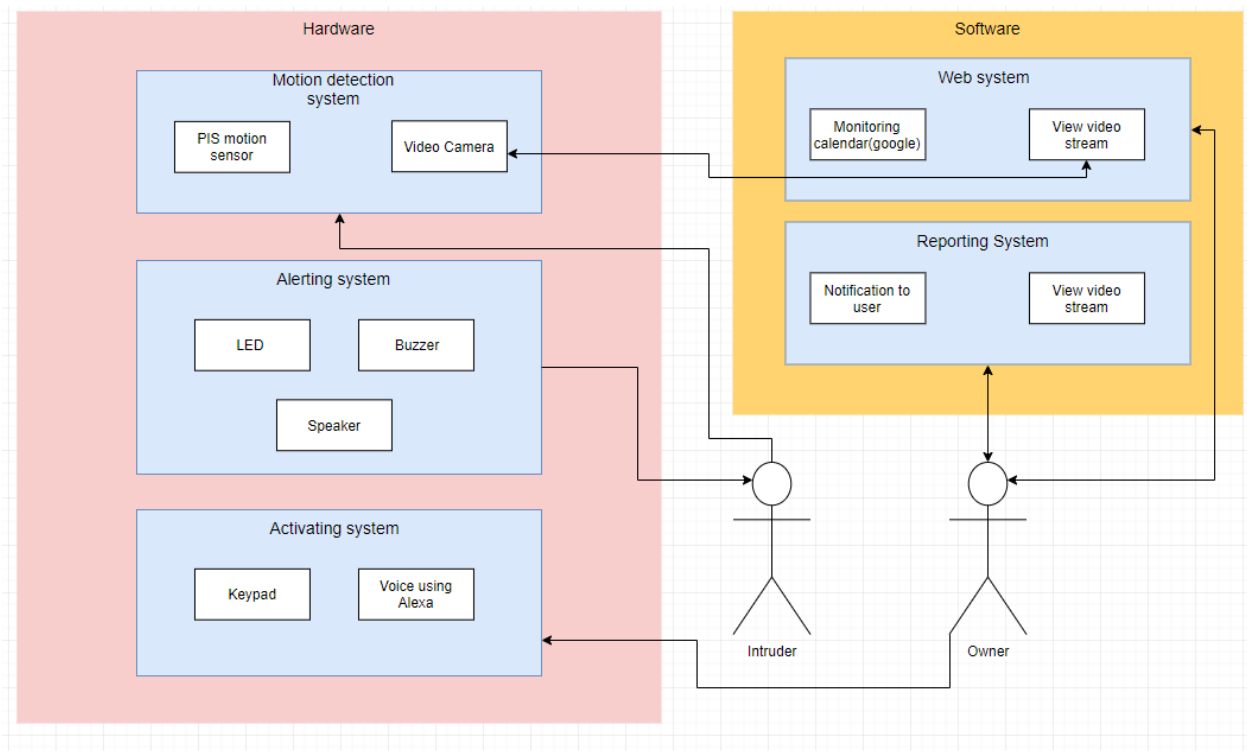 Hardware
Motion detection
system
PIS motion
sensor
Video Camera
Alerting system
LED
Buzzer
Speaker
Activating system
Keypad
Voice using
Alexa
Software
Web system
Monitoring
calendar(google)
View video
stream
Reporting System
Notification to
user
View video
stream
Intruder
Owner